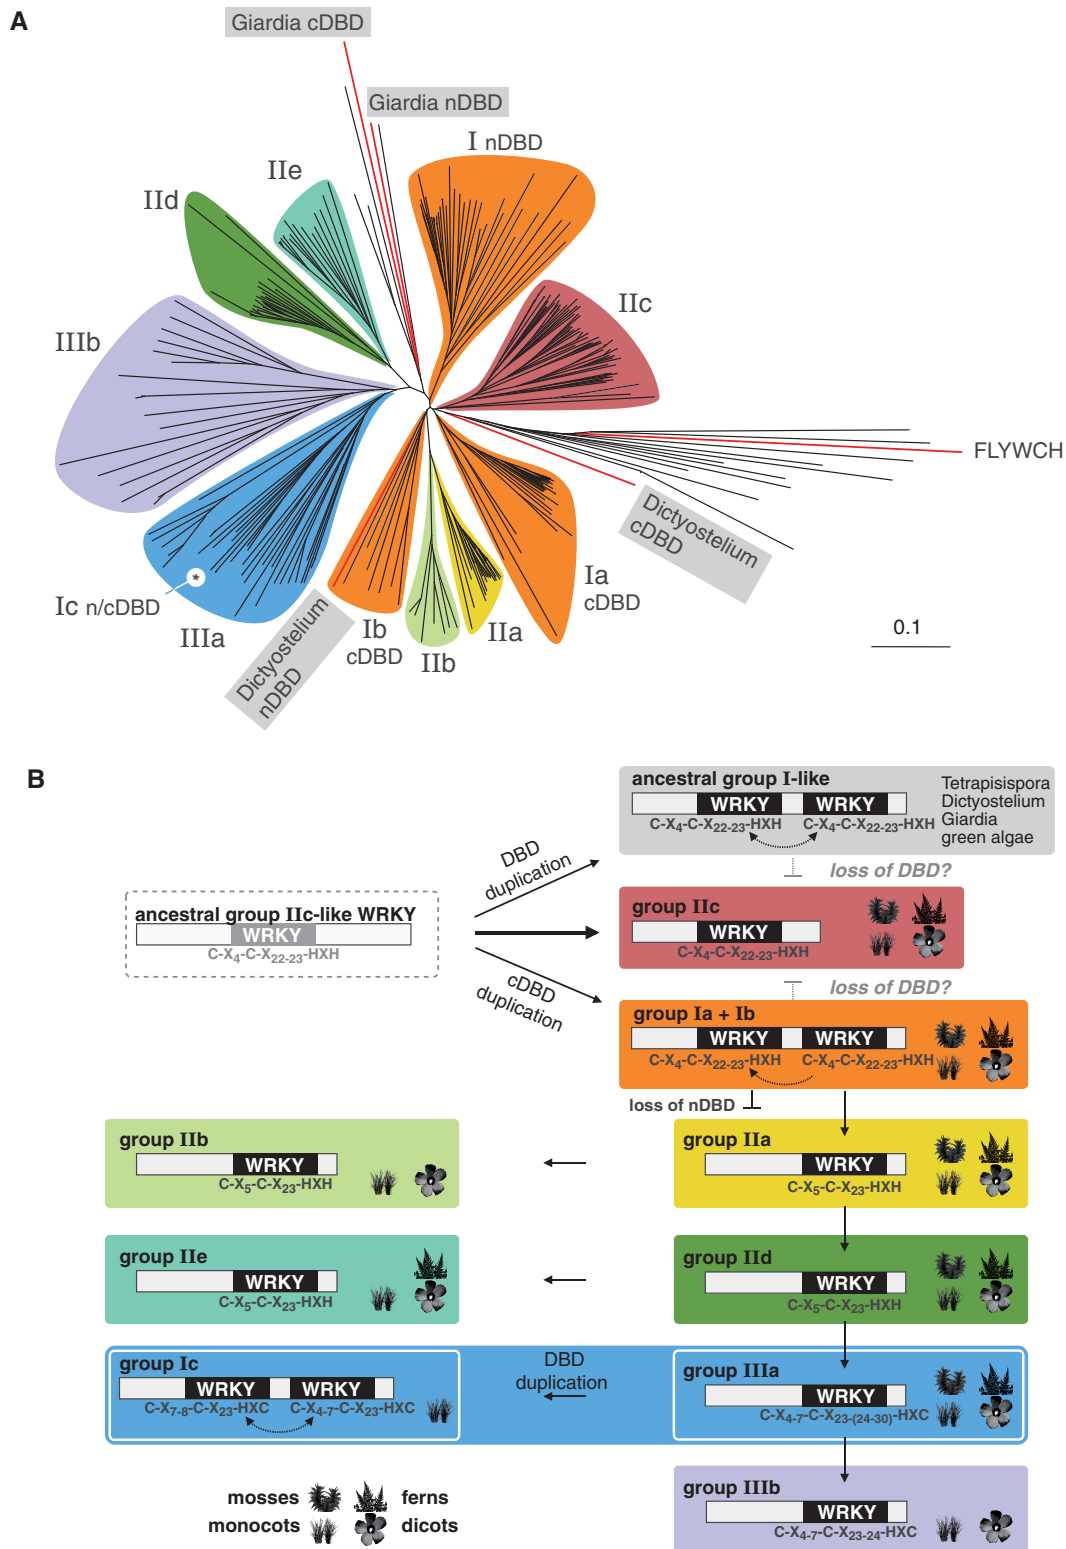 A
Giardia cDBD
Giardia nDBD
I nDBD
IIe
IId
IIc
IIIb
FLYWCH
Dictyostelium
cDBD
Ia
cDBD
Ic n/cDBD
*
IIIa
Dictyostelium
nDBD
Ib
cDBD
IIb
IIa
0.1
B
ancestral group I-like
WRKY WRKY
C-X4-C-X22-23-HXH C-X4-C-X22-23-HXH
Tetrapisispora
Dictyostelium
Giardia
green algae
DBD
duplication
loss of DBD?
ancestral group IIc-like WRKY
WRKY
C-X4-C-X22-23-HXH
group IIc
WRKY
C-X4-C-X22-23-HXH
cDBD
duplication
loss of DBD?
group Ia + Ib
WRKY WRKY
C-X4-C-X22-23-HXH C-X4-C-X22-23-HXH
loss of nDBD
group IIb
WRKY
C-X5-C-X23-HXH
group IIa
WRKY
C-X5-C-X23-HXH
group IIe
WRKY
C-X5-C-X23-HXH
group IId
WRKY
C-X5-C-X23-HXH
group Ic
WRKY WRKY
C-X7-8-C-X23-HXC C-X4-7-C-X23-HXC
DBD
duplication
group IIIa
WRKY
C-X4-7-C-X23-(24-30)-HXC
group IIIb
WRKY
C-X4-7-C-X23-24-HXC
mosses ferns
monocots dicots